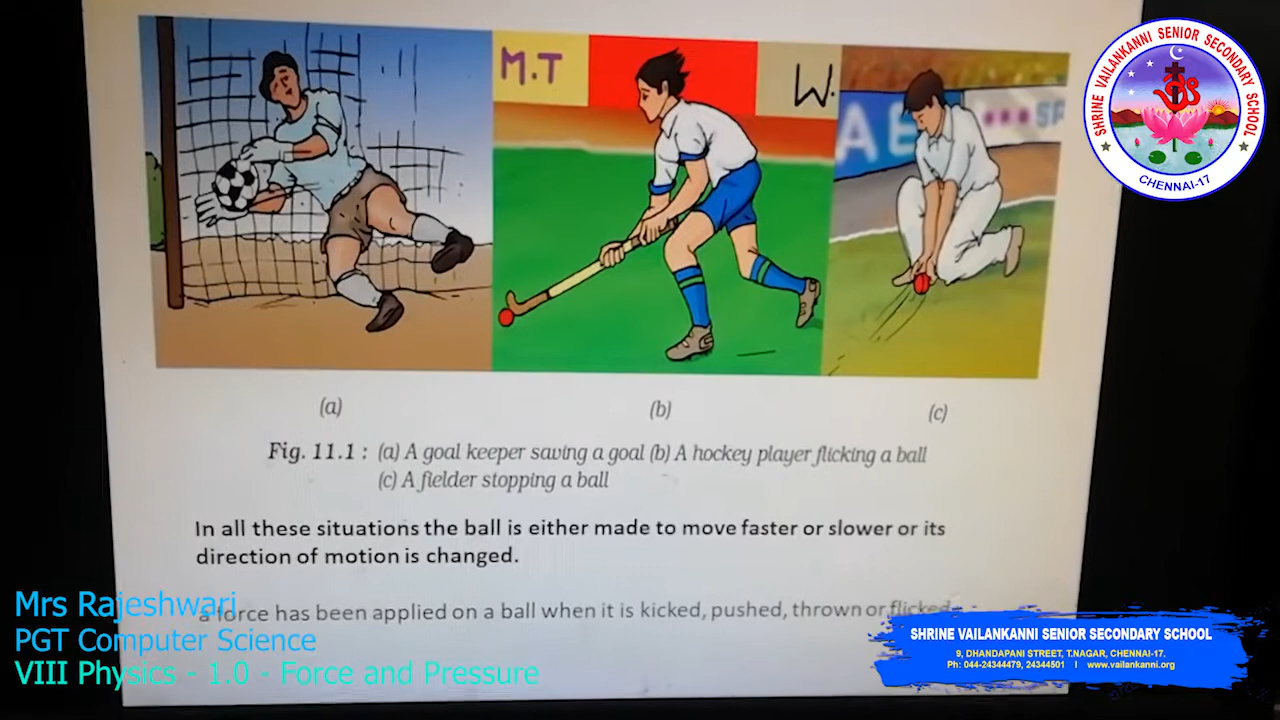 M.T
W.
A E
SP
SHRINE VAILANKANNI SENIOR SECONDARY SCHOOL
CHENNAI-17
(a)
(b)
(c)
Fig. 11.1 : (a) A goal keeper saving a goal (b) A hockey player flicking a ball
(c) A fielder stopping a ball
In all these situations the ball is either made to move faster or slower or its
direction of motion is changed.
a force has been applied on a ball when it is kicked, pushed, thrown or flicked
Mrs Rajeshwari
PGT Computer Science
VIII Physics - 1.0 - Force and Pressure
SHRINE VAILANKANNI SENIOR SECONDARY SCHOOL
9, DHANDAPANI STREET, T.NAGAR, CHENNAI-17.
Ph: 044-24344479, 24344501 | www.vailankanni.org